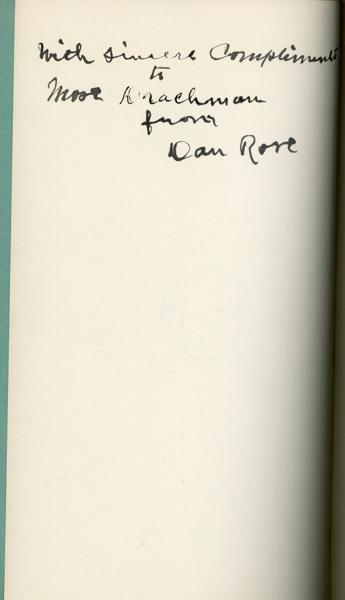 With sincere Compliments
to
Mose Drachman
from
Dan Rose